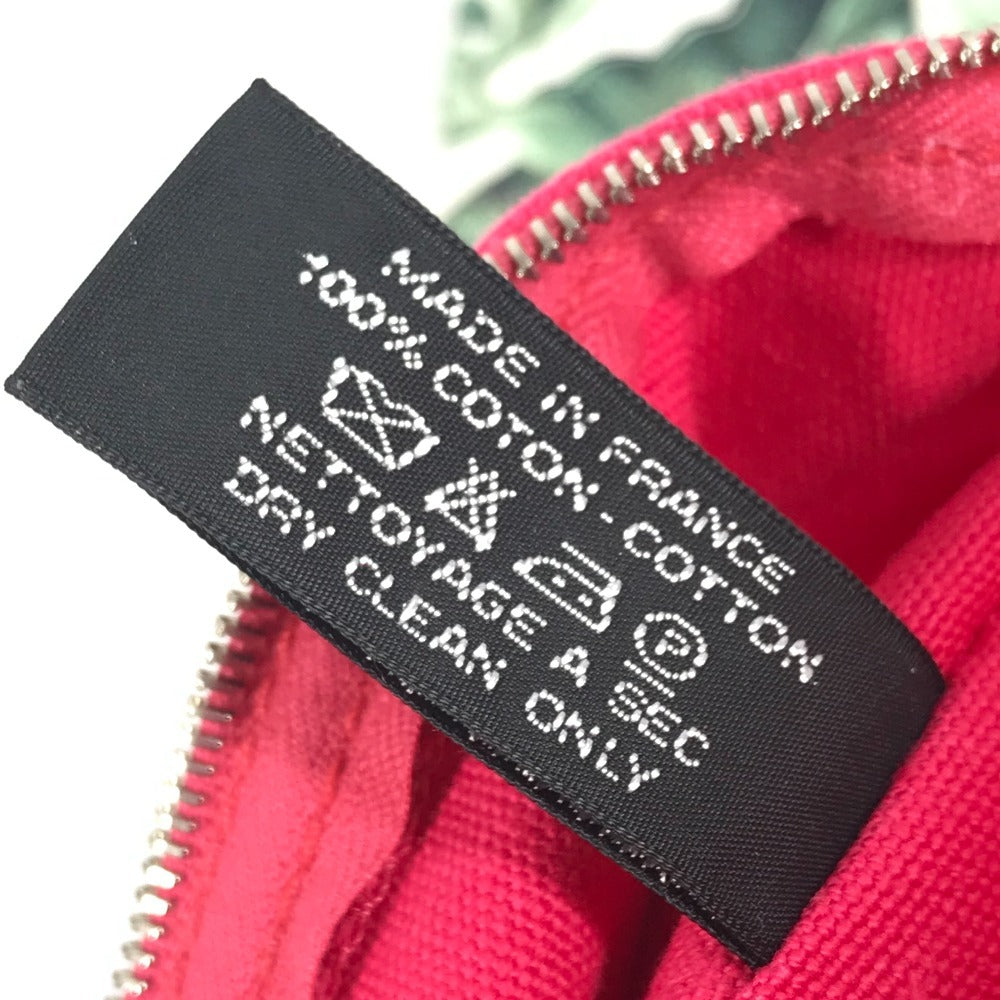 MADE IN FRANCE
100% COTON - COTTON
P
NETTOYAGE A SEC
DRY CLEAN ONLY